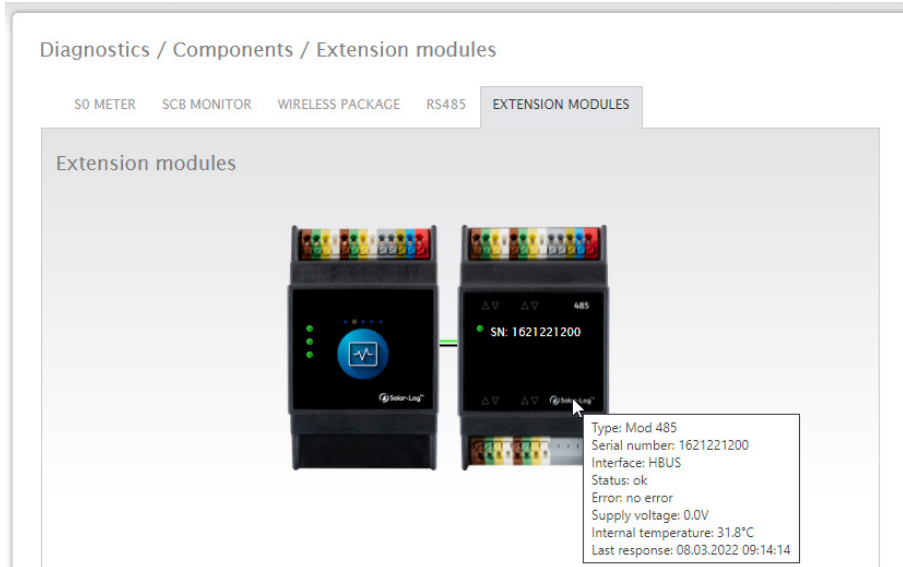 Diagnostics / Components / Extension modules
S0 METER SCB MONITOR WIRELESS PACKAGE RS485 EXTENSION MODULES
Extension modules
485
SN: 1621221200
Solar-Log™
Solar-Log™
Type: Mod 485
Serial number: 1621221200
Interface: HBUS
Status: ok
Error: no error
Supply voltage: 0.0V
Internal temperature: 31.8°C
Last response: 08.03.2022 09:14:14